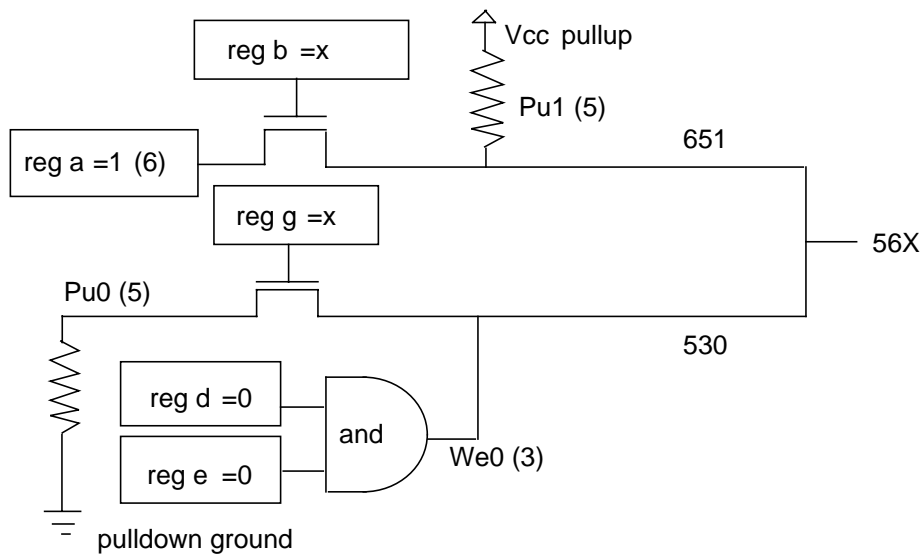 reg b =x
Vcc pullup
Pu1 (5)
651
reg a =1 (6)
reg g =x
56X
Pu0 (5)
530
reg d =0
and
We0 (3)
reg e =0
pulldown ground